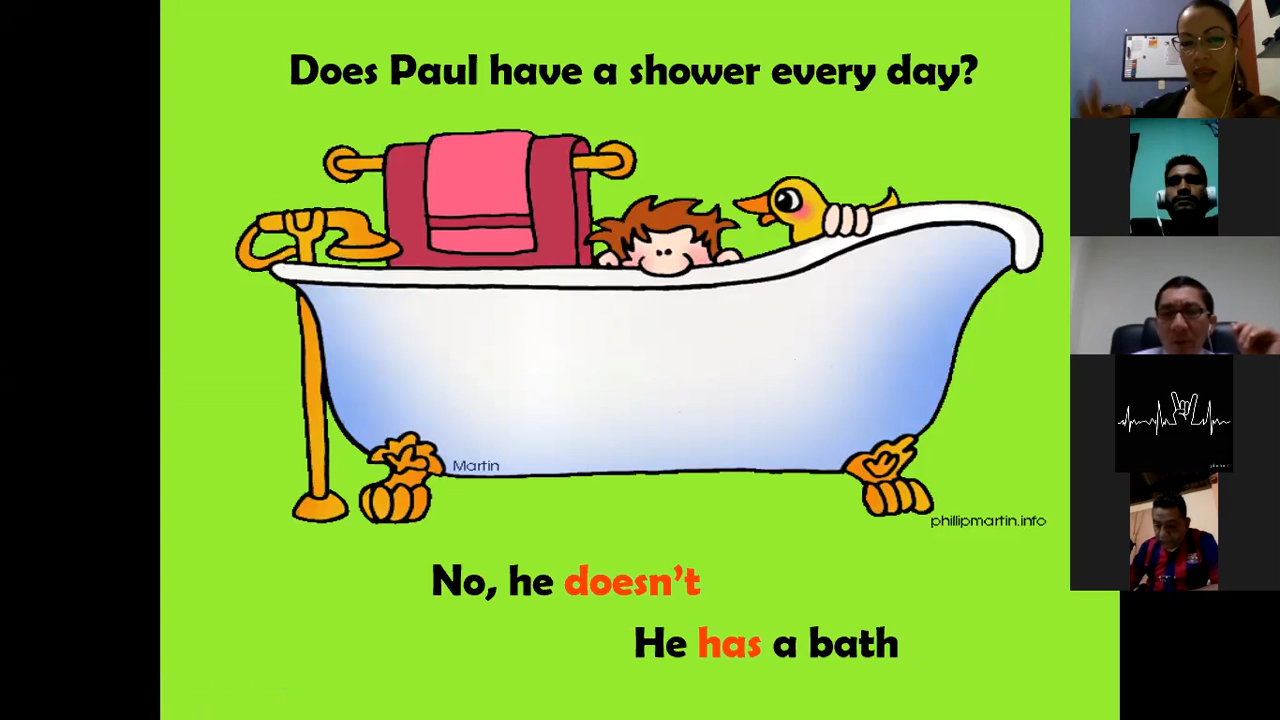 Does Paul have a shower every day?
Martin
phillipmartin.info
No, he doesn't
He has a bath